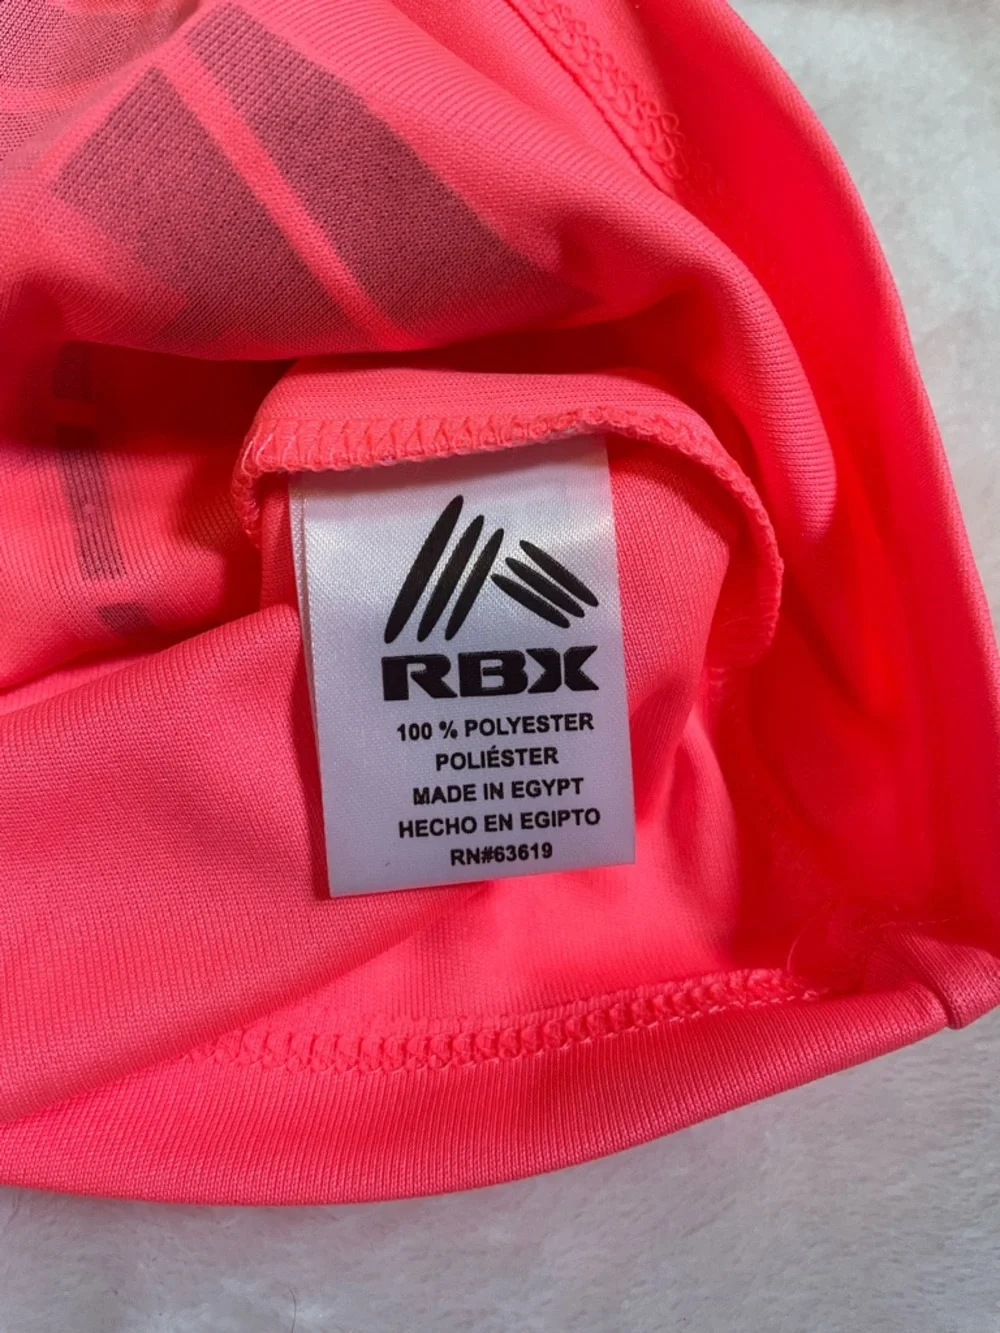 RBX
100 % POLYESTER
POLIÉSTER
MADE IN EGYPT
HECHO EN EGIPTO
RN#63619